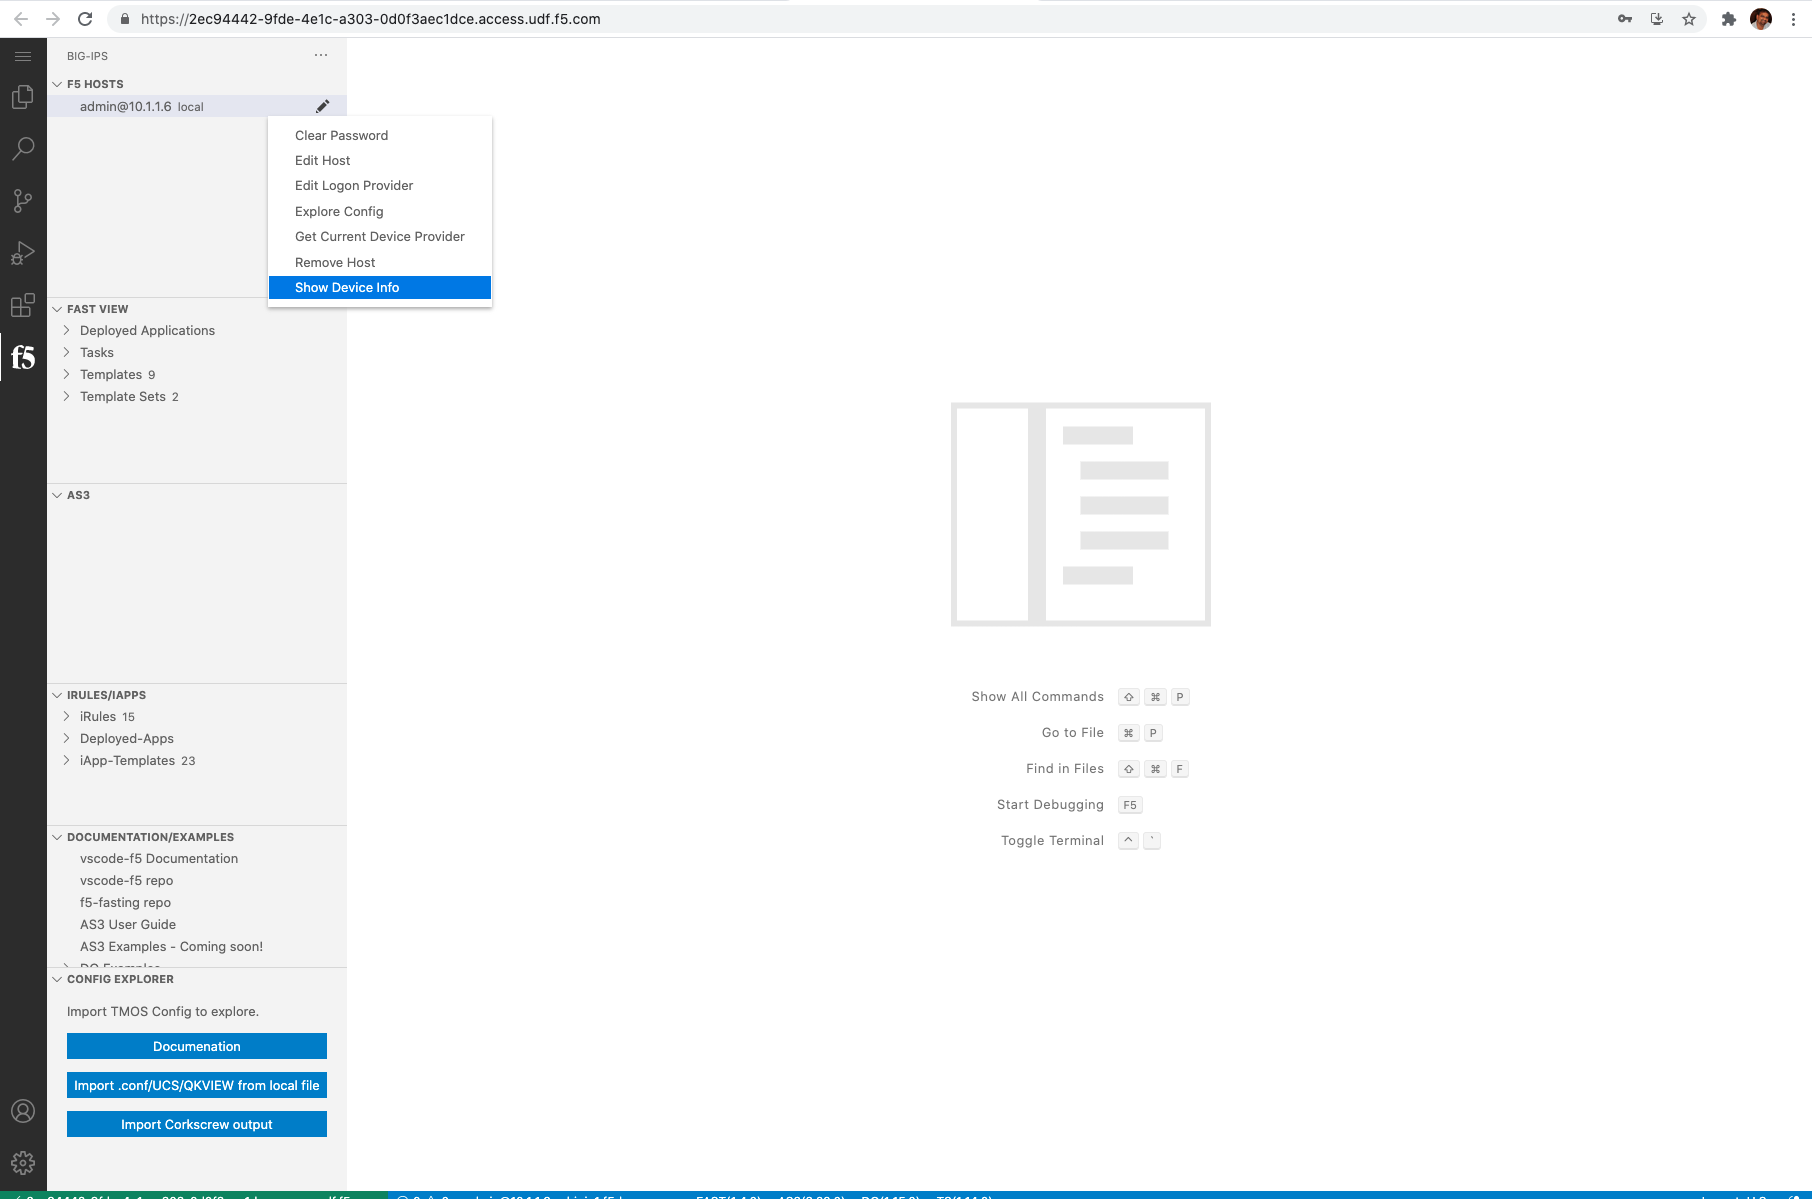 https://2ec94442-9fde-4e1c-a303-0d0f3aec1dce.access.udf.f5.com
BIG-IPS
F5 HOSTS
admin@10.1.1.6 local
Clear Password
Edit Host
Edit Logon Provider
Explore Config
Get Current Device Provider
Remove Host
Show Device Info
f5
FAST VIEW
Deployed Applications
Tasks
Templates 9
Template Sets 2
AS3
IRULES/IAPPS
iRules 15
Deployed-Apps
iApp-Templates 23
DOCUMENTATION/EXAMPLES
vscode-f5 Documentation
vscode-f5 repo
f5-fasting repo
AS3 User Guide
AS3 Examples - Coming soon!
DO Examples
CONFIG EXPLORER
Import TMOS Config to explore.
Documenation
Import .conf/UCS/QKVIEW from local file
Import Corkscrew output
Show All Commands ⇧ ⌘ P
Go to File ⌘ P
Find in Files ⇧ ⌘ F
Start Debugging F5
Toggle Terminal ^ `